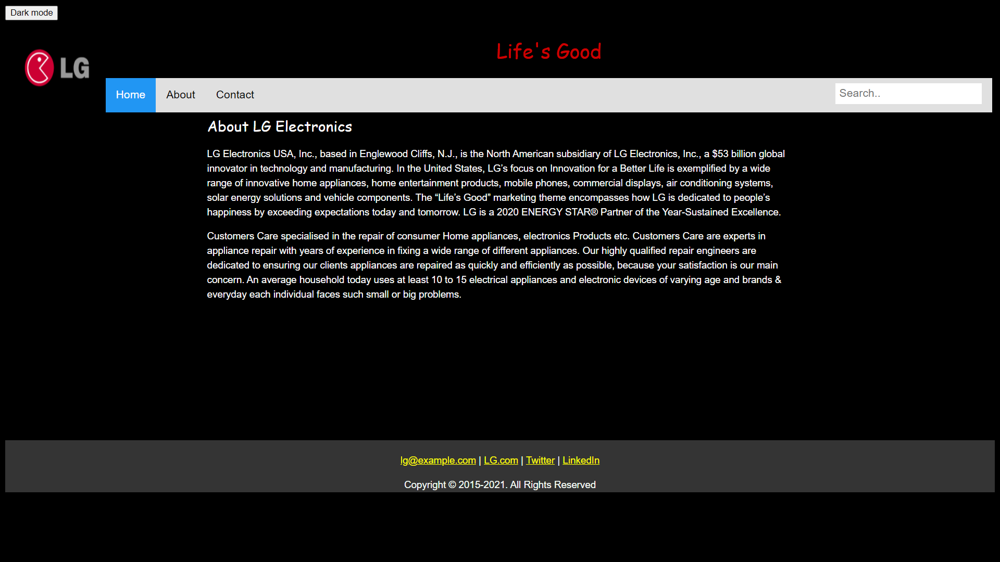 Dark mode
Life's Good
LG
Home About Contact Search..
About LG Electronics
LG Electronics USA, Inc., based in Englewood Cliffs, N.J., is the North American subsidiary of LG Electronics, Inc., a $53 billion global
innovator in technology and manufacturing. In the United States, LG’s focus on Innovation for a Better Life is exemplified by a wide
range of innovative home appliances, home entertainment products, mobile phones, commercial displays, air conditioning systems,
solar energy solutions and vehicle components. The “Life’s Good” marketing theme encompasses how LG is dedicated to people’s
happiness by exceeding expectations today and tomorrow. LG is a 2020 ENERGY STAR® Partner of the Year-Sustained Excellence.
Customers Care specialised in the repair of consumer Home appliances, electronics Products etc. Customers Care are experts in
appliance repair with years of experience in fixing a wide range of different appliances. Our highly qualified repair engineers are
dedicated to ensuring our clients appliances are repaired as quickly and efficiently as possible, because your satisfaction is our main
concern. An average household today uses at least 10 to 15 electrical appliances and electronic devices of varying age and brands &
everyday each individual faces such small or big problems.
lg@example.com | LG.com | Twitter | LinkedIn
Copyright © 2015-2021. All Rights Reserved